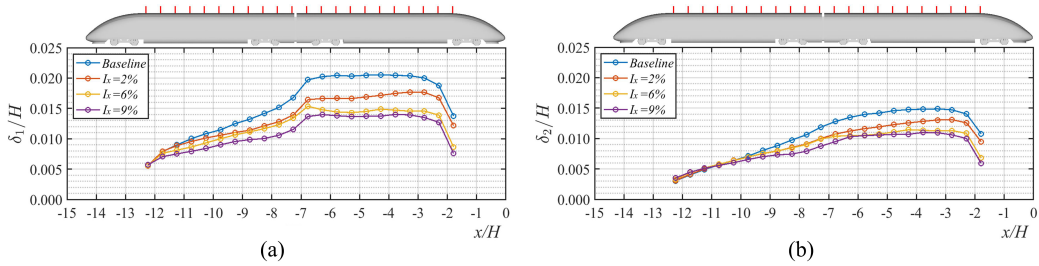 δ₁/H
0.025
0.020
0.015
0.010
0.005
0.000
Baseline
Iₓ=2%
Iₓ=6%
Iₓ=9%
-15 -14 -13 -12 -11 -10 -9 -8 -7 -6 -5 -4 -3 -2 -1 0
x/H
(a)
δ₂/H
0.025
0.020
0.015
0.010
0.005
0.000
Baseline
Iₓ=2%
Iₓ=6%
Iₓ=9%
-15 -14 -13 -12 -11 -10 -9 -8 -7 -6 -5 -4 -3 -2 -1 0
x/H
(b)